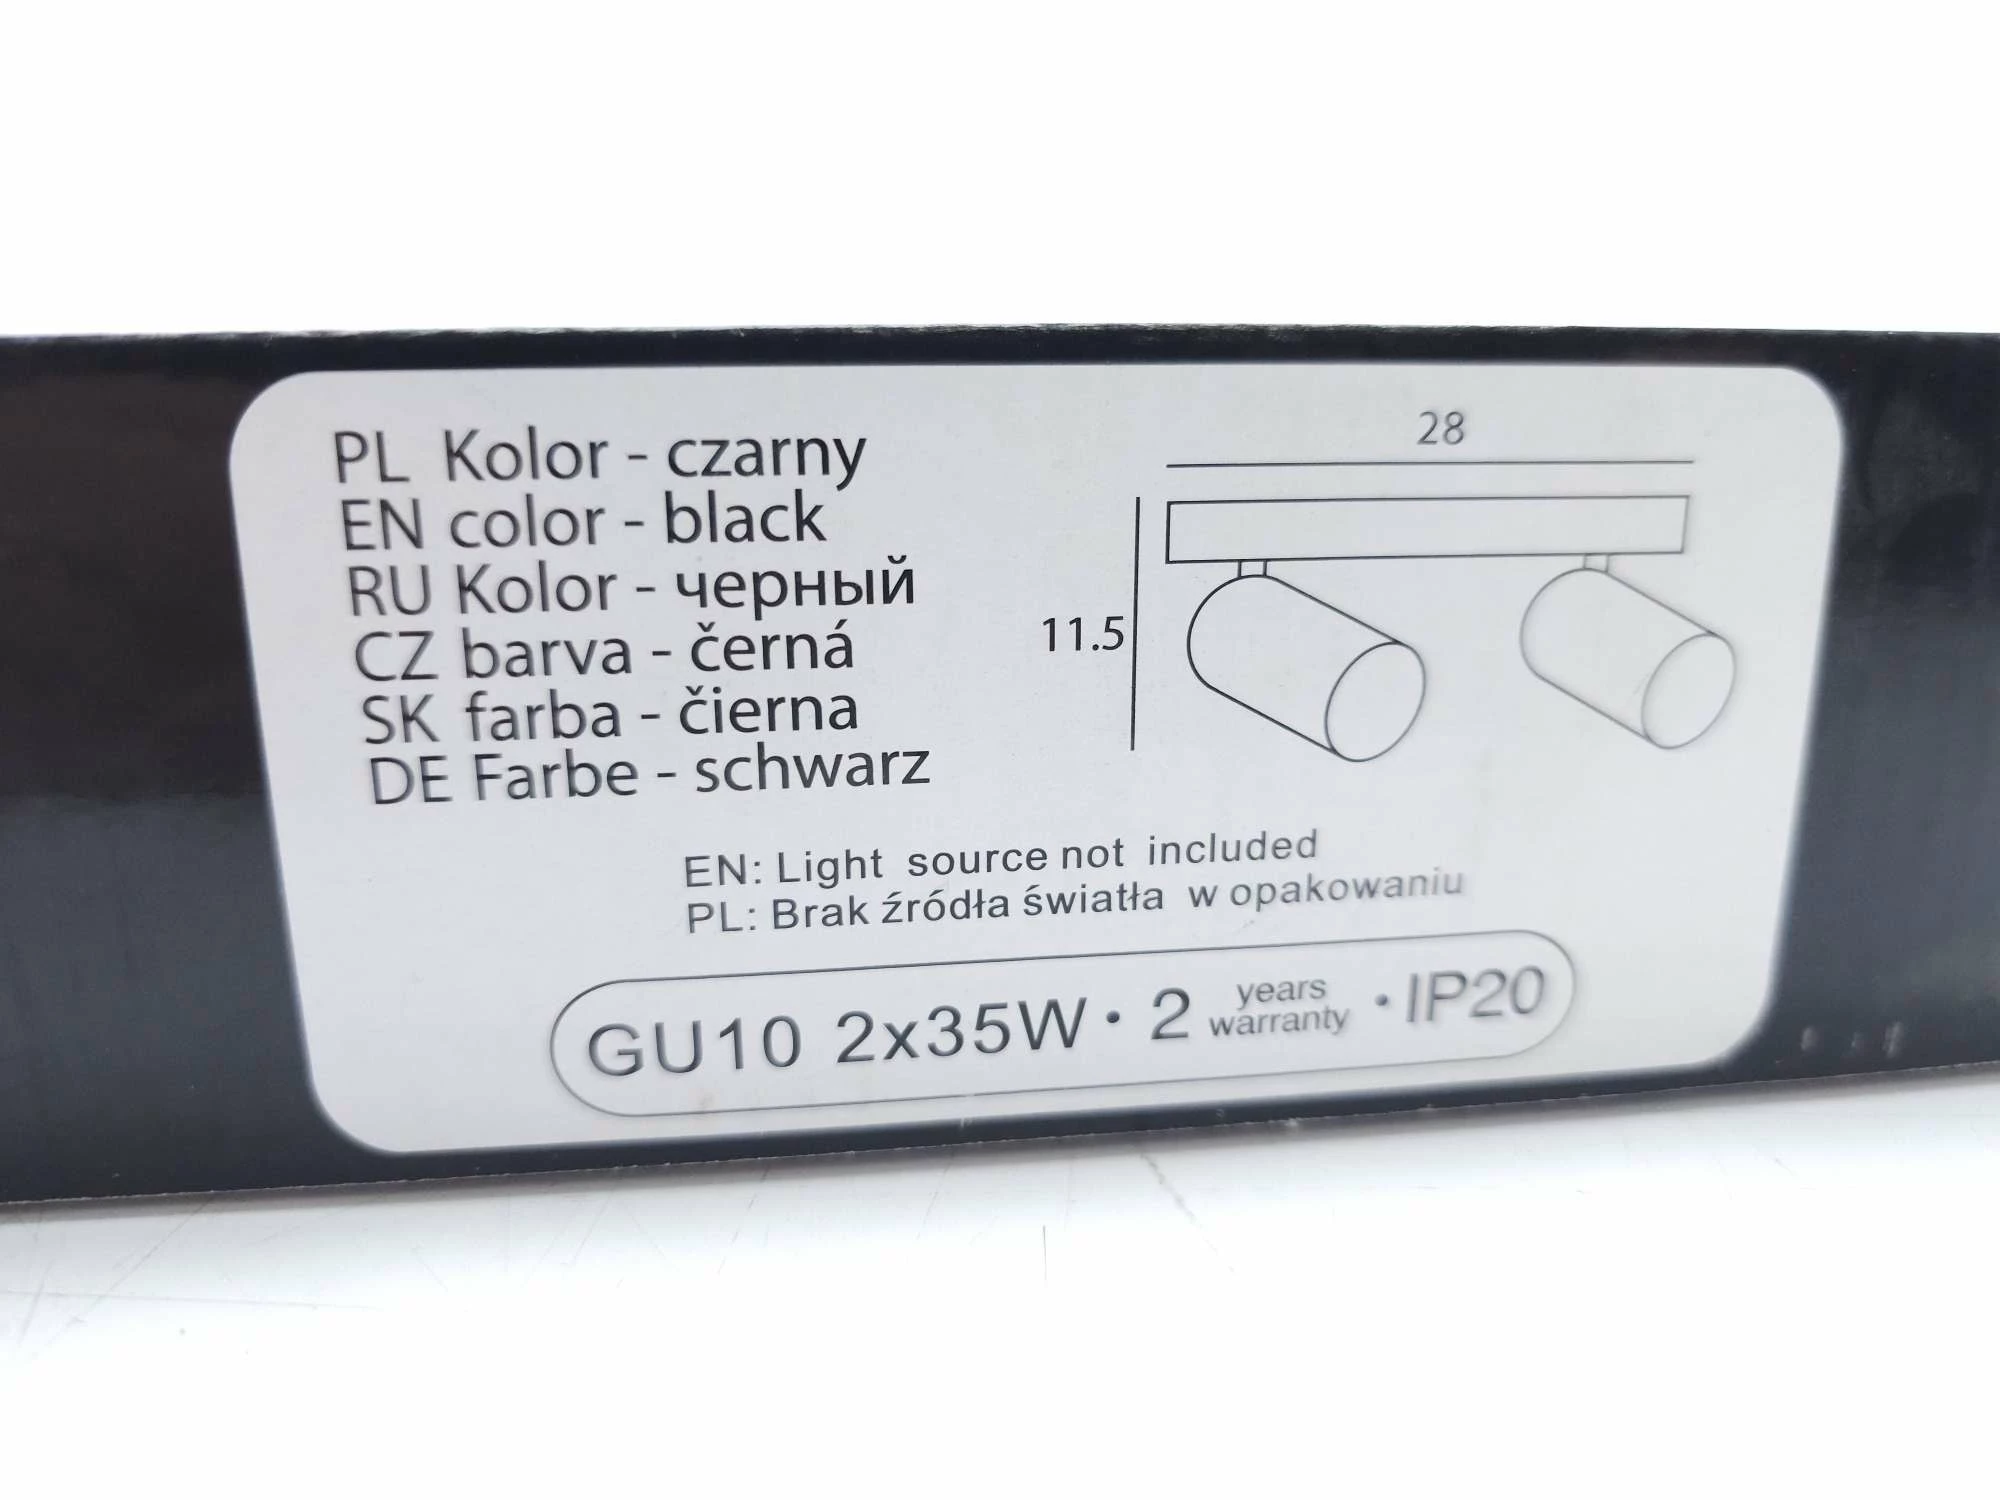 PL Kolor - czarny
EN color - black
RU Kolor - черный
CZ barva - černá
SK farba - čierna
DE Farbe - schwarz
28
11.5
EN: Light source not included
PL: Brak źródła światła w opakowaniu
GU10 2x35W • 2 years warranty • IP20